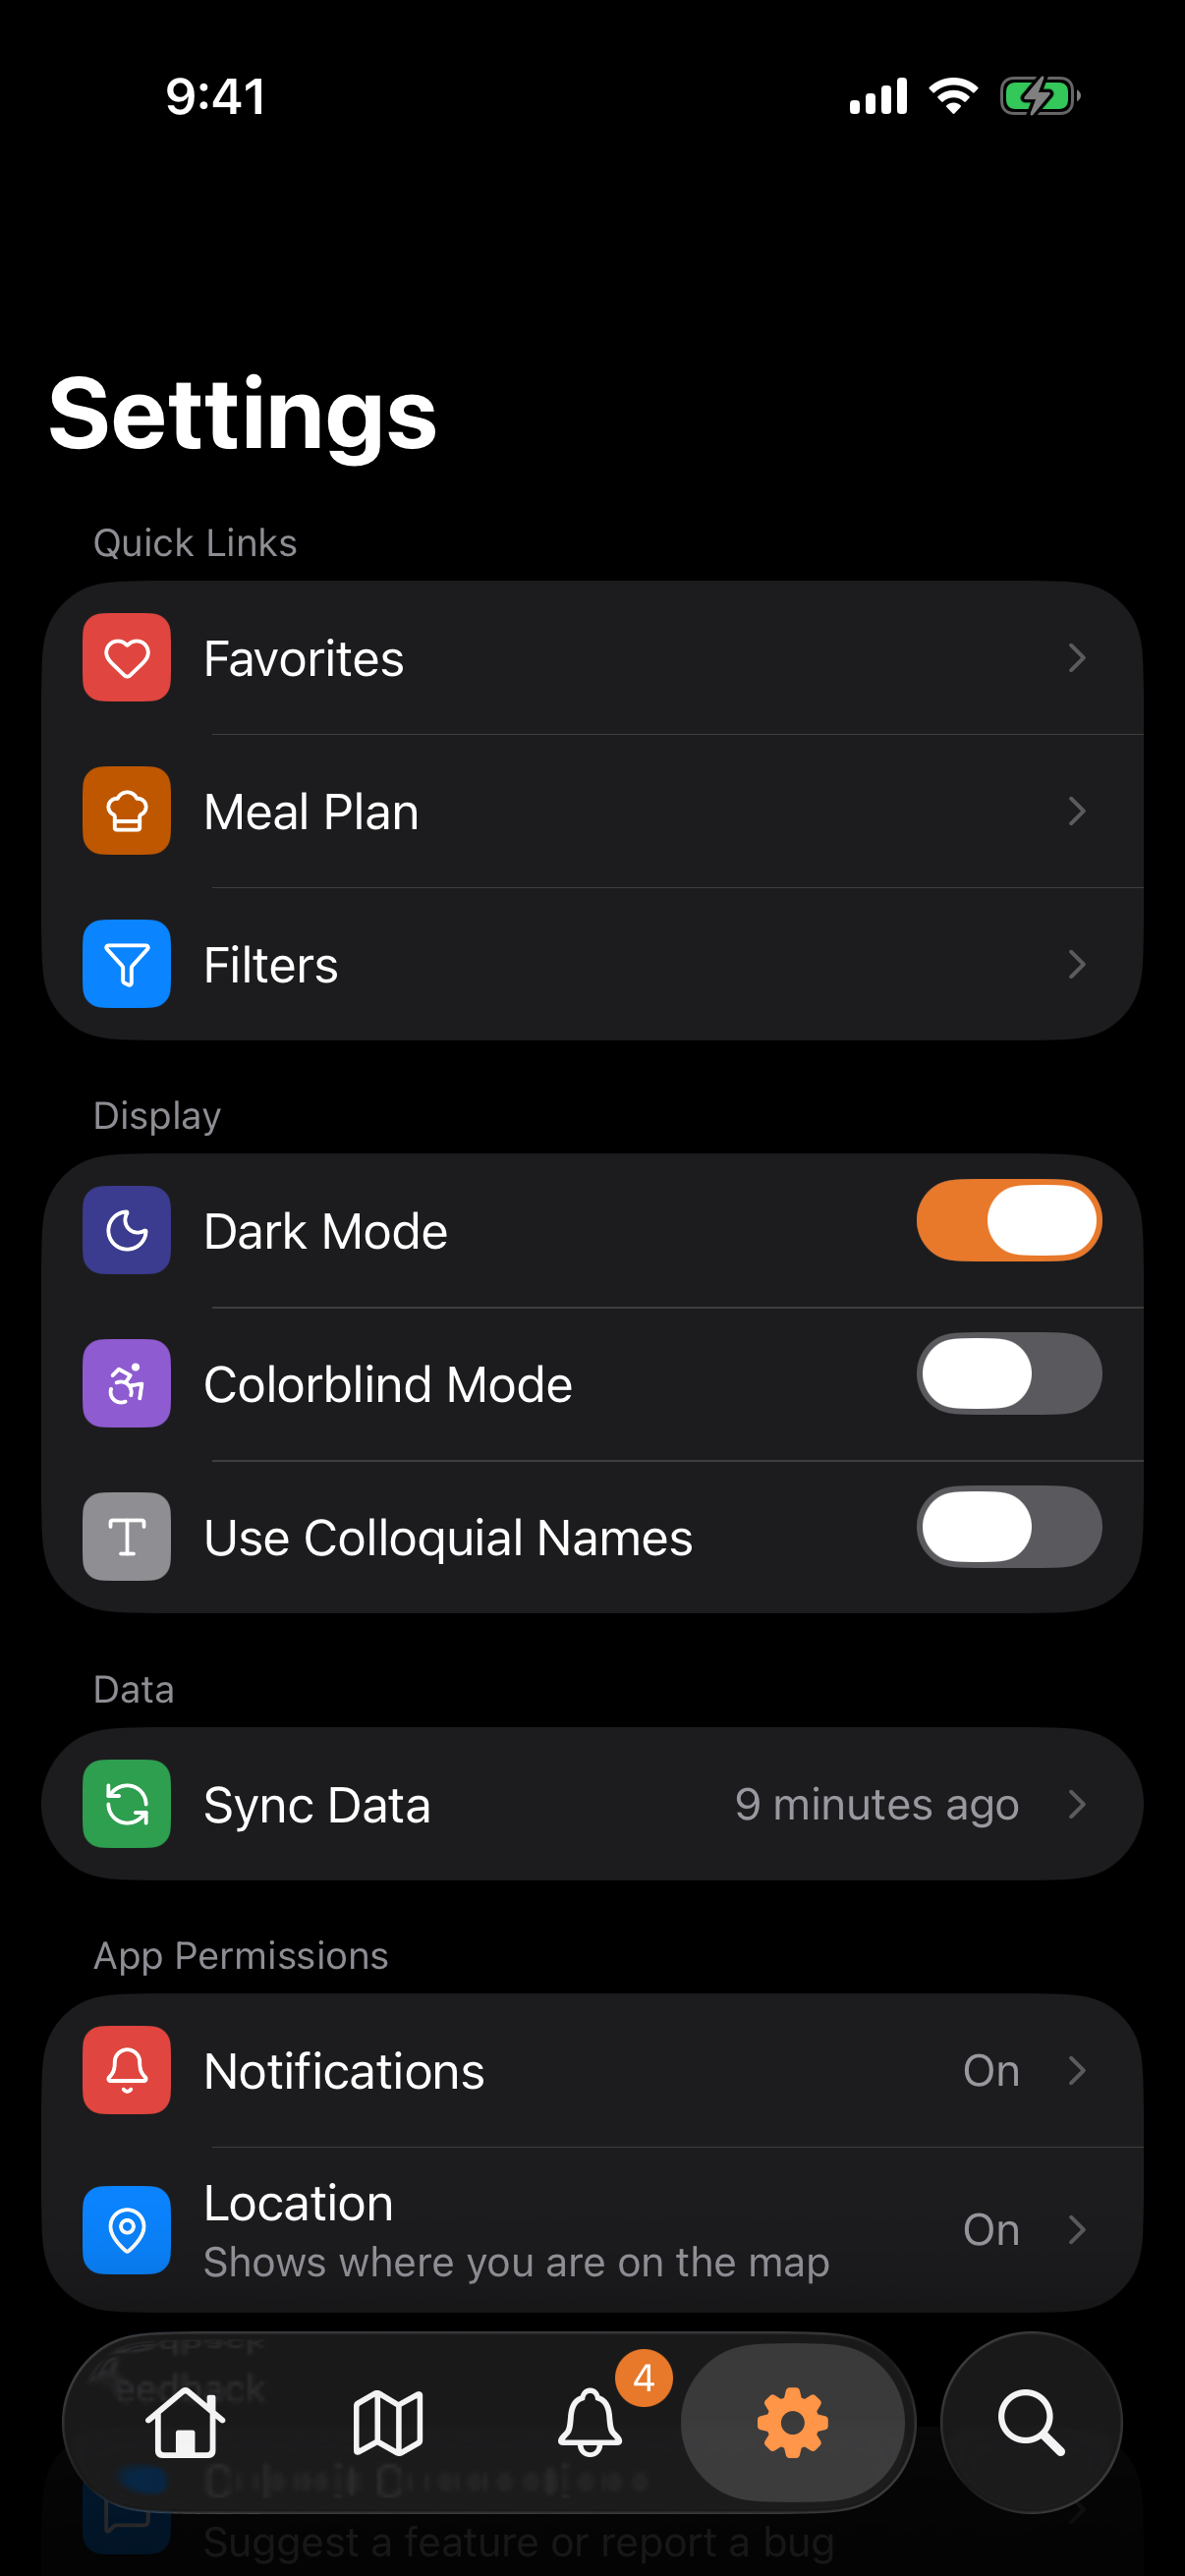 9:41
Settings
Quick Links
Favorites
Meal Plan
Filters
Display
Dark Mode
Colorblind Mode
Use Colloquial Names
Data
Sync Data
9 minutes ago
App Permissions
Notifications
On
Location
Shows where you are on the map
On
4
Suggest a feature or report a bug